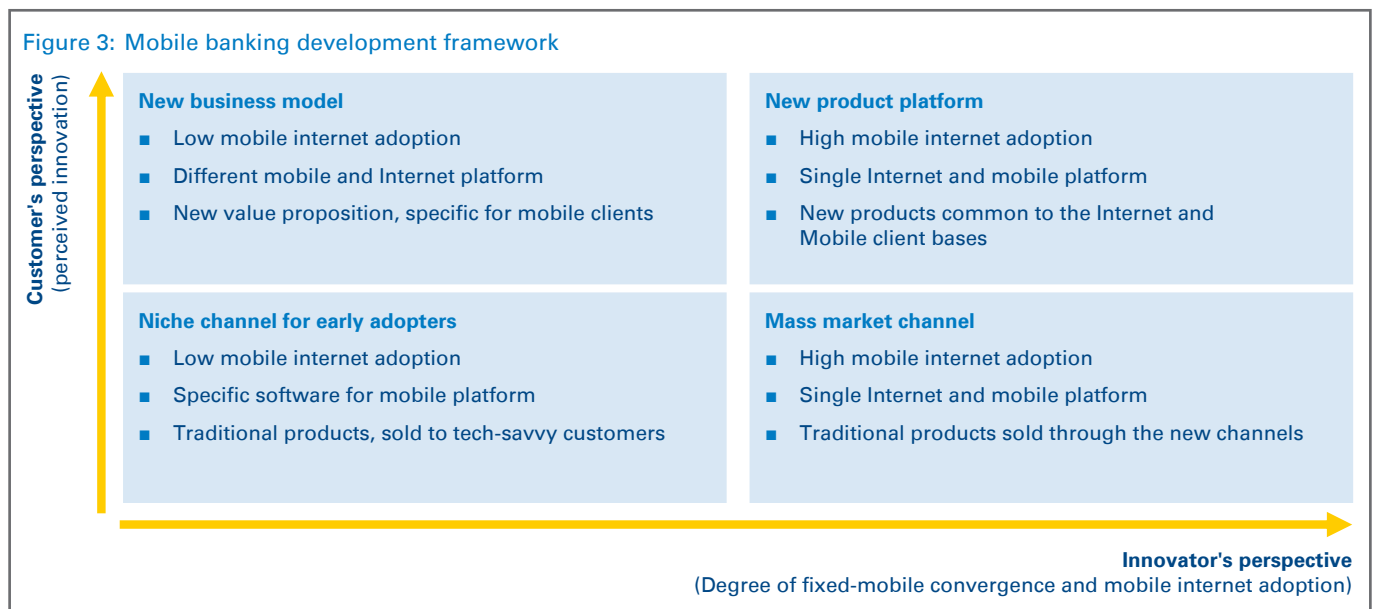 Figure 3: Mobile banking development framework
Customer's perspective
(perceived innovation)
New business model
■ Low mobile internet adoption
■ Different mobile and Internet platform
■ New value proposition, specific for mobile clients
New product platform
■ High mobile internet adoption
■ Single Internet and mobile platform
■ New products common to the Internet and
Mobile client bases
Niche channel for early adopters
■ Low mobile internet adoption
■ Specific software for mobile platform
■ Traditional products, sold to tech-savvy customers
Mass market channel
■ High mobile internet adoption
■ Single Internet and mobile platform
■ Traditional products sold through the new channels
Innovator's perspective
(Degree of fixed-mobile convergence and mobile internet adoption)